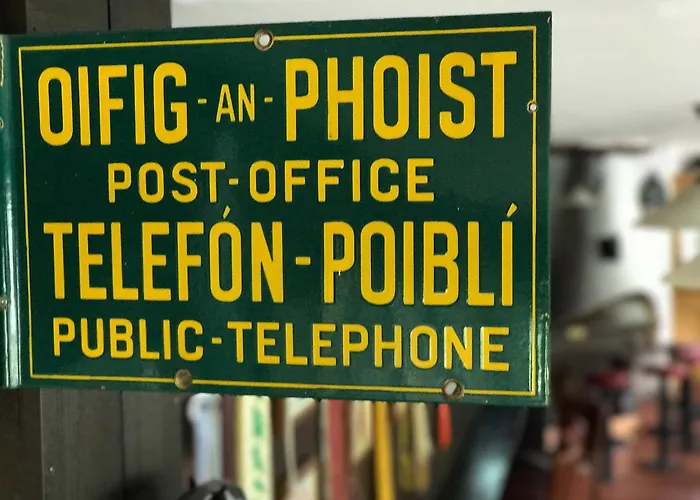 OIFIG-AN-PHOIST
POST-OFFICE
TELEFÓN-POIBLÍ
PUBLIC-TELEPHONE